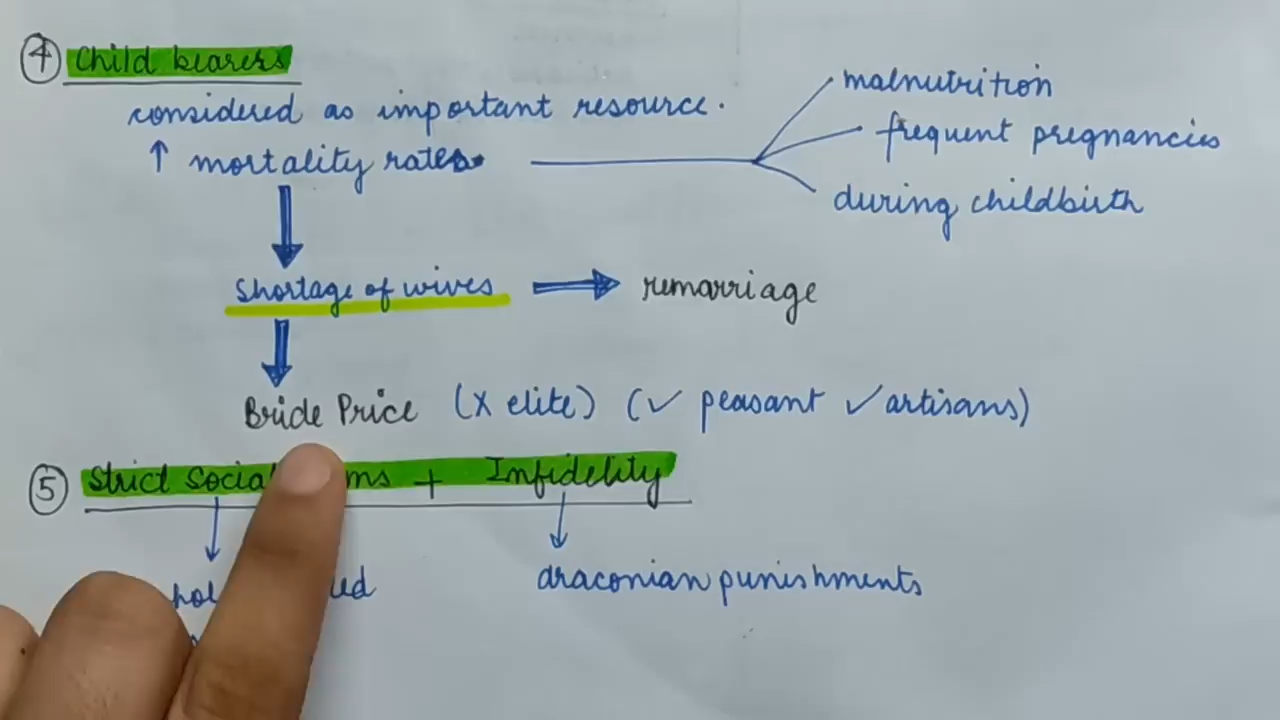 ④ Child bearers
considered as important resource.
↑ mortality rates
malnutrition
frequent pregnancies
during childbirth
Shortage of wives → remarriage
Bride Price (X elite) (✓ peasant ✓ artisans)
⑤ Strict Social + Infidelity
draconian punishments